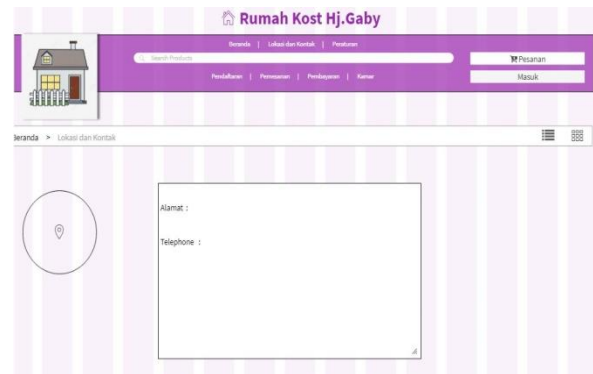 Rumah Kost Hj.Gaby
Beranda | Lokasi dan Kontak | Peraturan
Search Products
Pesanan
Pendaftaran | Pemesanan | Pembayaran | Kamar
Masuk
Beranda > Lokasi dan Kontak
Alamat :
Telephone :